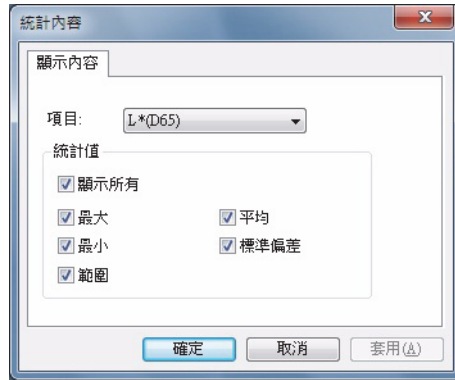 統計內容
顯示內容
項目: L*(D65)
統計值
顯示所有
最大 平均
最小 標準偏差
範圍
確定 取消 套用(A)